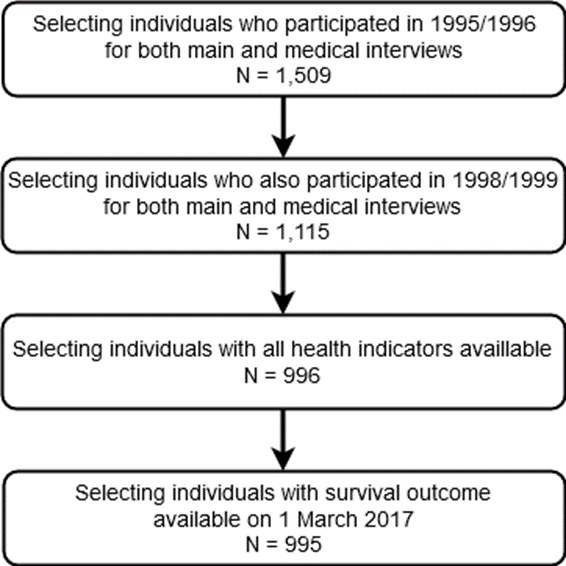 Selecting individuals who participated in 1995/1996
for both main and medical interviews
N = 1,509
Selecting individuals who also participated in 1998/1999
for both main and medical interviews
N = 1,115
Selecting individuals with all health indicators availlable
N = 996
Selecting individuals with survival outcome
available on 1 March 2017
N = 995